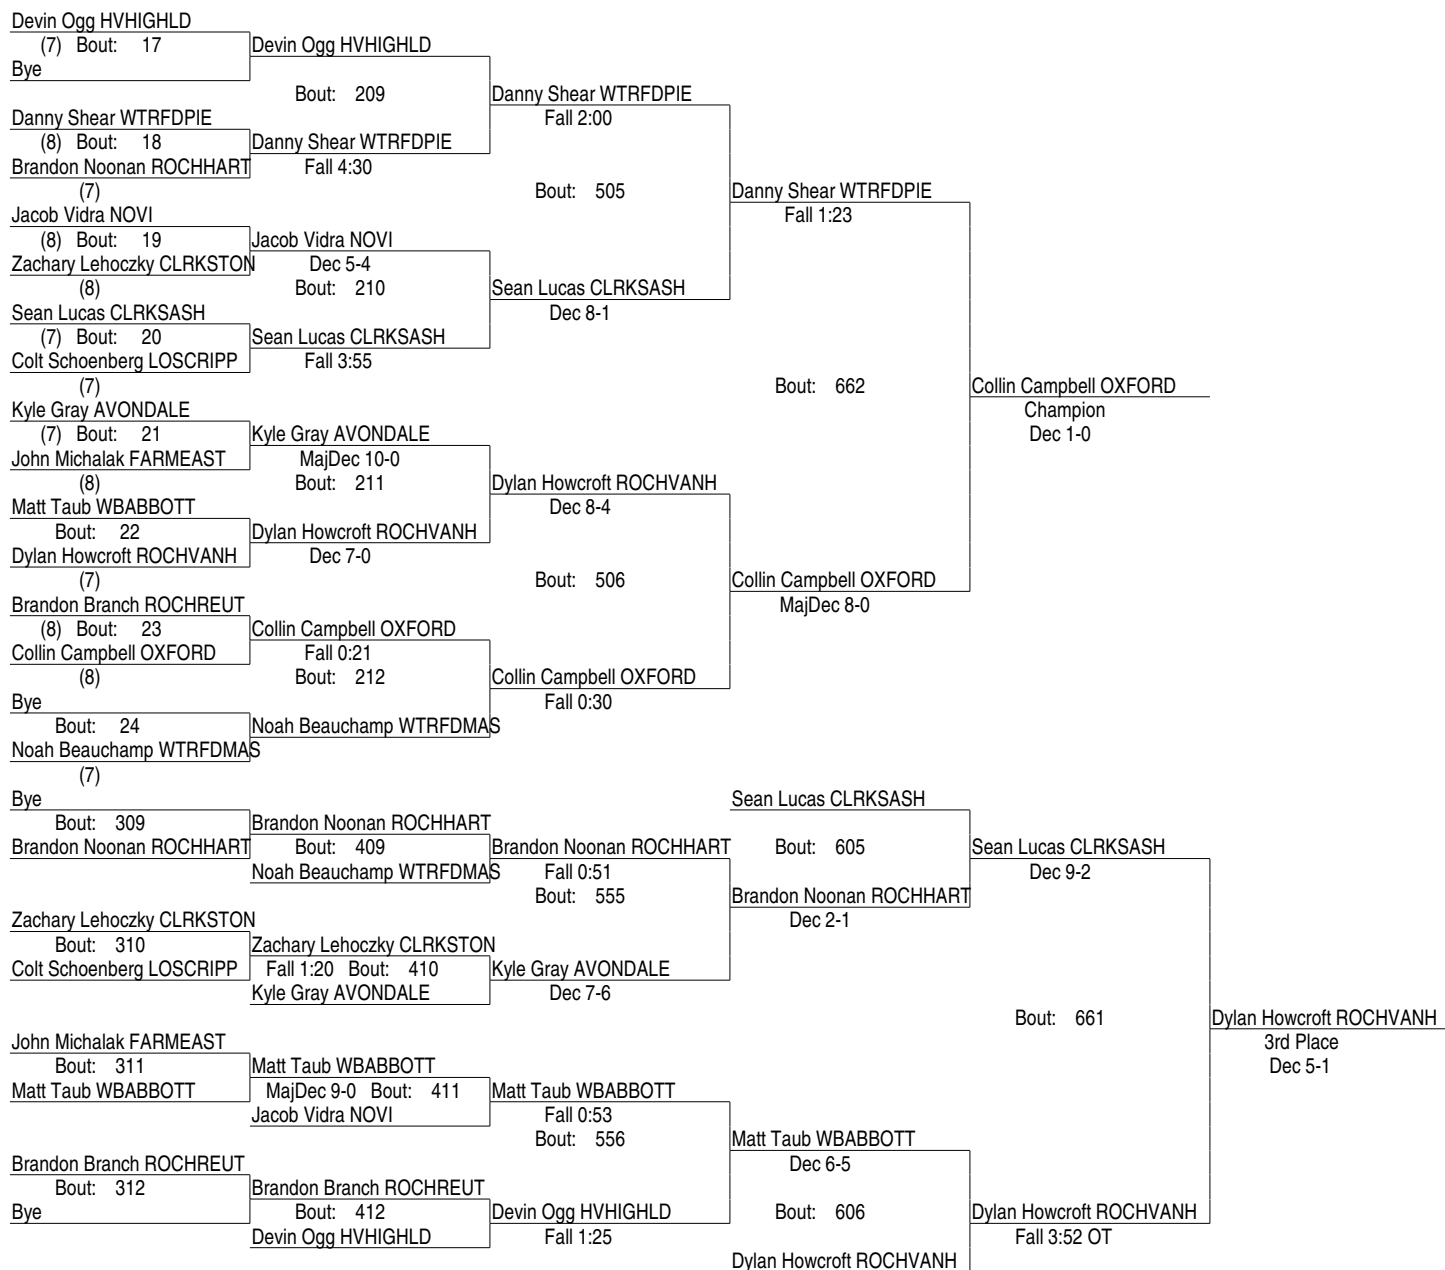 Devin Ogg HVHIGHLD
(7) Bout: 17 Devin Ogg HVHIGHLD
Bye
Bout: 209 Danny Shear WTRFDPIE
Danny Shear WTRFDPIE Fall 2:00
(8) Bout: 18 Danny Shear WTRFDPIE
Brandon Noonan ROCHHART Fall 4:30
(7) Bout: 505 Danny Shear WTRFDPIE
Jacob Vidra NOVI Fall 1:23
(8) Bout: 19 Jacob Vidra NOVI
Zachary Lehoczky CLRKSTON Dec 5-4
(8) Bout: 210 Sean Lucas CLRKSASH
Sean Lucas CLRKSASH Dec 8-1
(7) Bout: 20 Sean Lucas CLRKSASH
Colt Schoenberg LOSCRIPP Fall 3:55
(7) Bout: 662 Collin Campbell OXFORD
Kyle Gray AVONDALE Champion
(7) Bout: 21 Kyle Gray AVONDALE Dec 1-0
John Michalak FARMEAST MajDec 10-0
(8) Bout: 211 Dylan Howcroft ROCHVANH
Matt Taub WBABBOTT Dec 8-4
Bout: 22 Dylan Howcroft ROCHVANH
Dylan Howcroft ROCHVANH Dec 7-0
(7) Bout: 506 Collin Campbell OXFORD
Brandon Branch ROCHREUT MajDec 8-0
(8) Bout: 23 Collin Campbell OXFORD
Collin Campbell OXFORD Fall 0:21
(8) Bout: 212 Collin Campbell OXFORD
Bye Fall 0:30
Bout: 24 Noah Beauchamp WTRFDMAS
Noah Beauchamp WTRFDMAS
(7)
Bye Sean Lucas CLRKSASH
Bout: 309 Brandon Noonan ROCHHART
Brandon Noonan ROCHHART Bout: 409 Brandon Noonan ROCHHART Bout: 605 Sean Lucas CLRKSASH
Noah Beauchamp WTRFDMAS Fall 0:51 Dec 9-2
Bout: 555 Brandon Noonan ROCHHART
Zachary Lehoczky CLRKSTON Dec 2-1
Bout: 310 Zachary Lehoczky CLRKSTON
Colt Schoenberg LOSCRIPP Fall 1:20 Bout: 410 Kyle Gray AVONDALE
Kyle Gray AVONDALE Dec 7-6
Bout: 661 Dylan Howcroft ROCHVANH
John Michalak FARMEAST 3rd Place
Bout: 311 Matt Taub WBABBOTT Dec 5-1
Matt Taub WBABBOTT MajDec 9-0 Bout: 411 Matt Taub WBABBOTT
Jacob Vidra NOVI Fall 0:53
Bout: 556 Matt Taub WBABBOTT
Brandon Branch ROCHREUT Dec 6-5
Bout: 312 Brandon Branch ROCHREUT
Bye Bout: 412 Devin Ogg HVHIGHLD Bout: 606 Dylan Howcroft ROCHVANH
Devin Ogg HVHIGHLD Fall 1:25 Fall 3:52 OT
Dylan Howcroft ROCHVANH